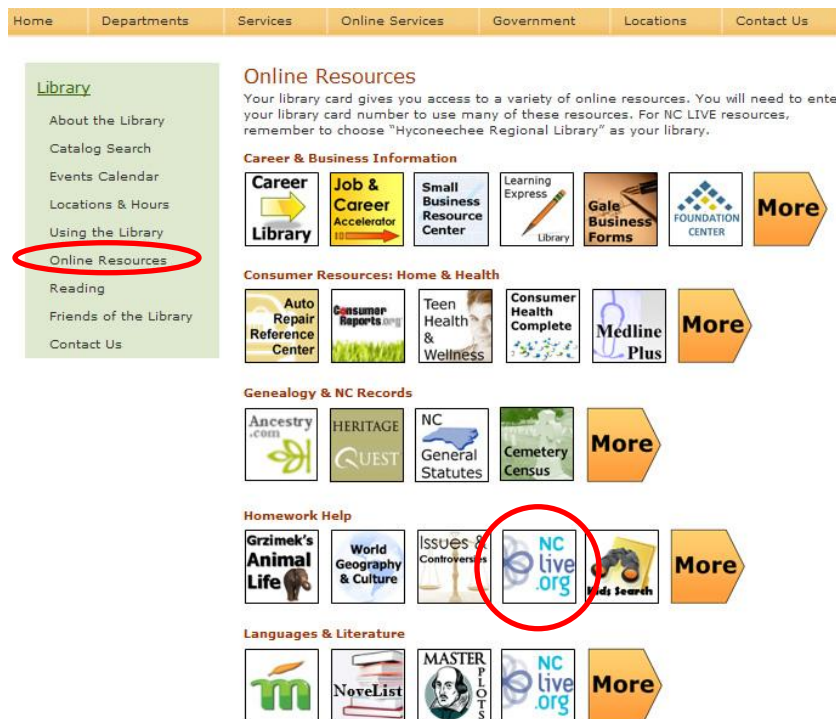 Home Departments Services Online Services Government Locations Contact Us
Library
About the Library
Catalog Search
Events Calendar
Locations & Hours
Using the Library
Online Resources
Reading
Friends of the Library
Contact Us
Online Resources
Your library card gives you access to a variety of online resources. You will need to ente
your library card number to use many of these resources. For NC LIVE resources,
remember to choose "Hyconeechee Regional Library" as your library.
Career & Business Information
Career
Library
Job &
Career
Accelerator
Small
Business
Resource
Center
Learning
Express
Library
Gale
Business
Forms
FOUNDATION
CENTER
More
Consumer Resources: Home & Health
Auto
Repair
Reference
Center
Consumer
Reports.org
Teen
Health
&
Wellness
Consumer
Health
Complete
Medline
Plus
More
Genealogy & NC Records
Ancestry
.com
HERITAGE
QUEST
NC
General
Statutes
Cemetery
Census
More
Homework Help
Grzimek's
Animal
Life
World
Geography
& Culture
Issues &
Controversies
NC
live
.org
Kids Search
More
Languages & Literature
m
NoveList
MASTER
PLOTS
NC
live
.org
More